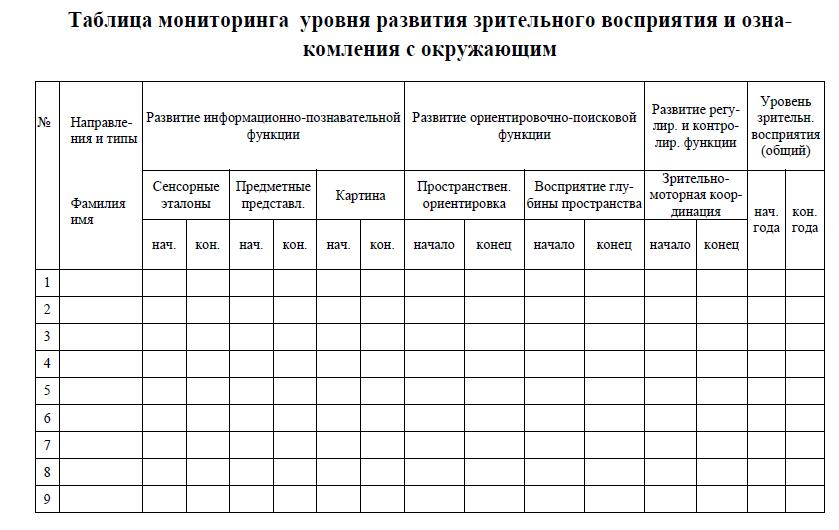 Таблица мониторинга уровня развития зрительного восприятия и озна-
комления с окружающим
№
Направле-
ния и типы
Фамилия
имя
Развитие информационно-познавательной
функции
Развитие ориентировочно-поисковой
функции
Развитие регу-
лир. и контро-
лир. функции
Уровень
зрительн.
восприятия
(общий)
Сенсорные
эталоны
Предметные
представл.
Картина
Пространствен.
ориентировка
Восприятие глу-
бины пространства
Зрительно-
моторная коор-
динация
нач.
года
кон.
года
нач. кон. нач. кон. нач. кон. начало конец начало конец начало конец
1
2
3
4
5
6
7
8
9